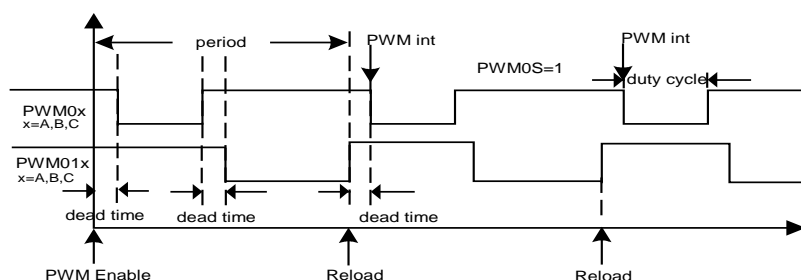 period
PWM int
PWM int
PWM0S=1
duty cycle
PWM0x
x=A,B,C
PWM01x
x=A,B,C
dead time
dead time
dead time
PWM Enable
Reload
Reload